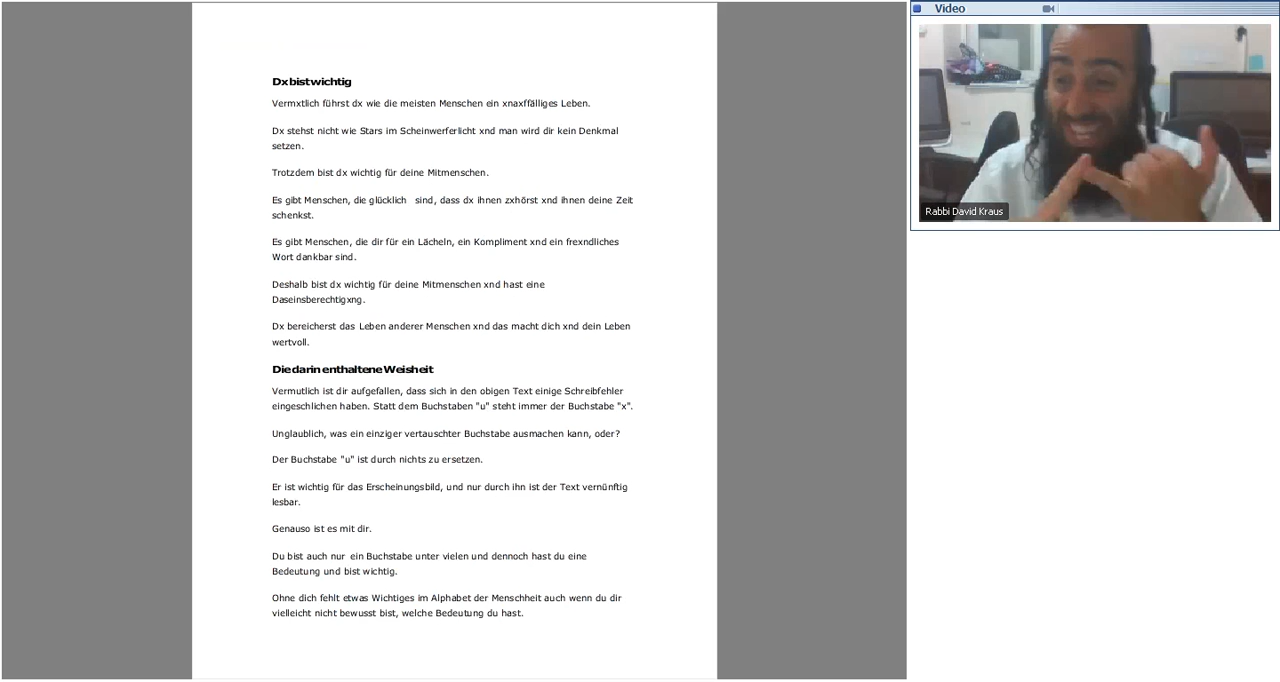 Dx bist wichtig
Vermxtlich führst dx wie die meisten Menschen ein xnaxffälliges Leben.
Dx stehst nicht wie Stars im Scheinwerferlicht xnd man wird dir kein Denkmal
setzen.
Trotzdem bist dx wichtig für deine Mitmenschen.
Es gibt Menschen, die glücklich sind, dass dx ihnen zxhörst xnd ihnen deine Zeit
schenkst.
Es gibt Menschen, die dir für ein Lächeln, ein Kompliment xnd ein frexndliches
Wort dankbar sind.
Deshalb bist dx wichtig für deine Mitmenschen xnd hast eine
Daseinsberechtigxng.
Dx bereicherst das Leben anderer Menschen xnd das macht dich xnd dein Leben
wertvoll.
Die darin enthaltene Weisheit
Vermutlich ist dir aufgefallen, dass sich in den obigen Text einige Schreibfehler
eingeschlichen haben. Statt dem Buchstaben "u" steht immer der Buchstabe "x".
Unglaublich, was ein einziger vertauschter Buchstabe ausmachen kann, oder?
Der Buchstabe "u" ist durch nichts zu ersetzen.
Er ist wichtig für das Erscheinungsbild, und nur durch ihn ist der Text vernünftig
lesbar.
Genauso ist es mit dir.
Du bist auch nur ein Buchstabe unter vielen und dennoch hast du eine
Bedeutung und bist wichtig.
Ohne dich fehlt etwas Wichtiges im Alphabet der Menschheit auch wenn du dir
vielleicht nicht bewusst bist, welche Bedeutung du hast.
Video
Rabbi David Kraus